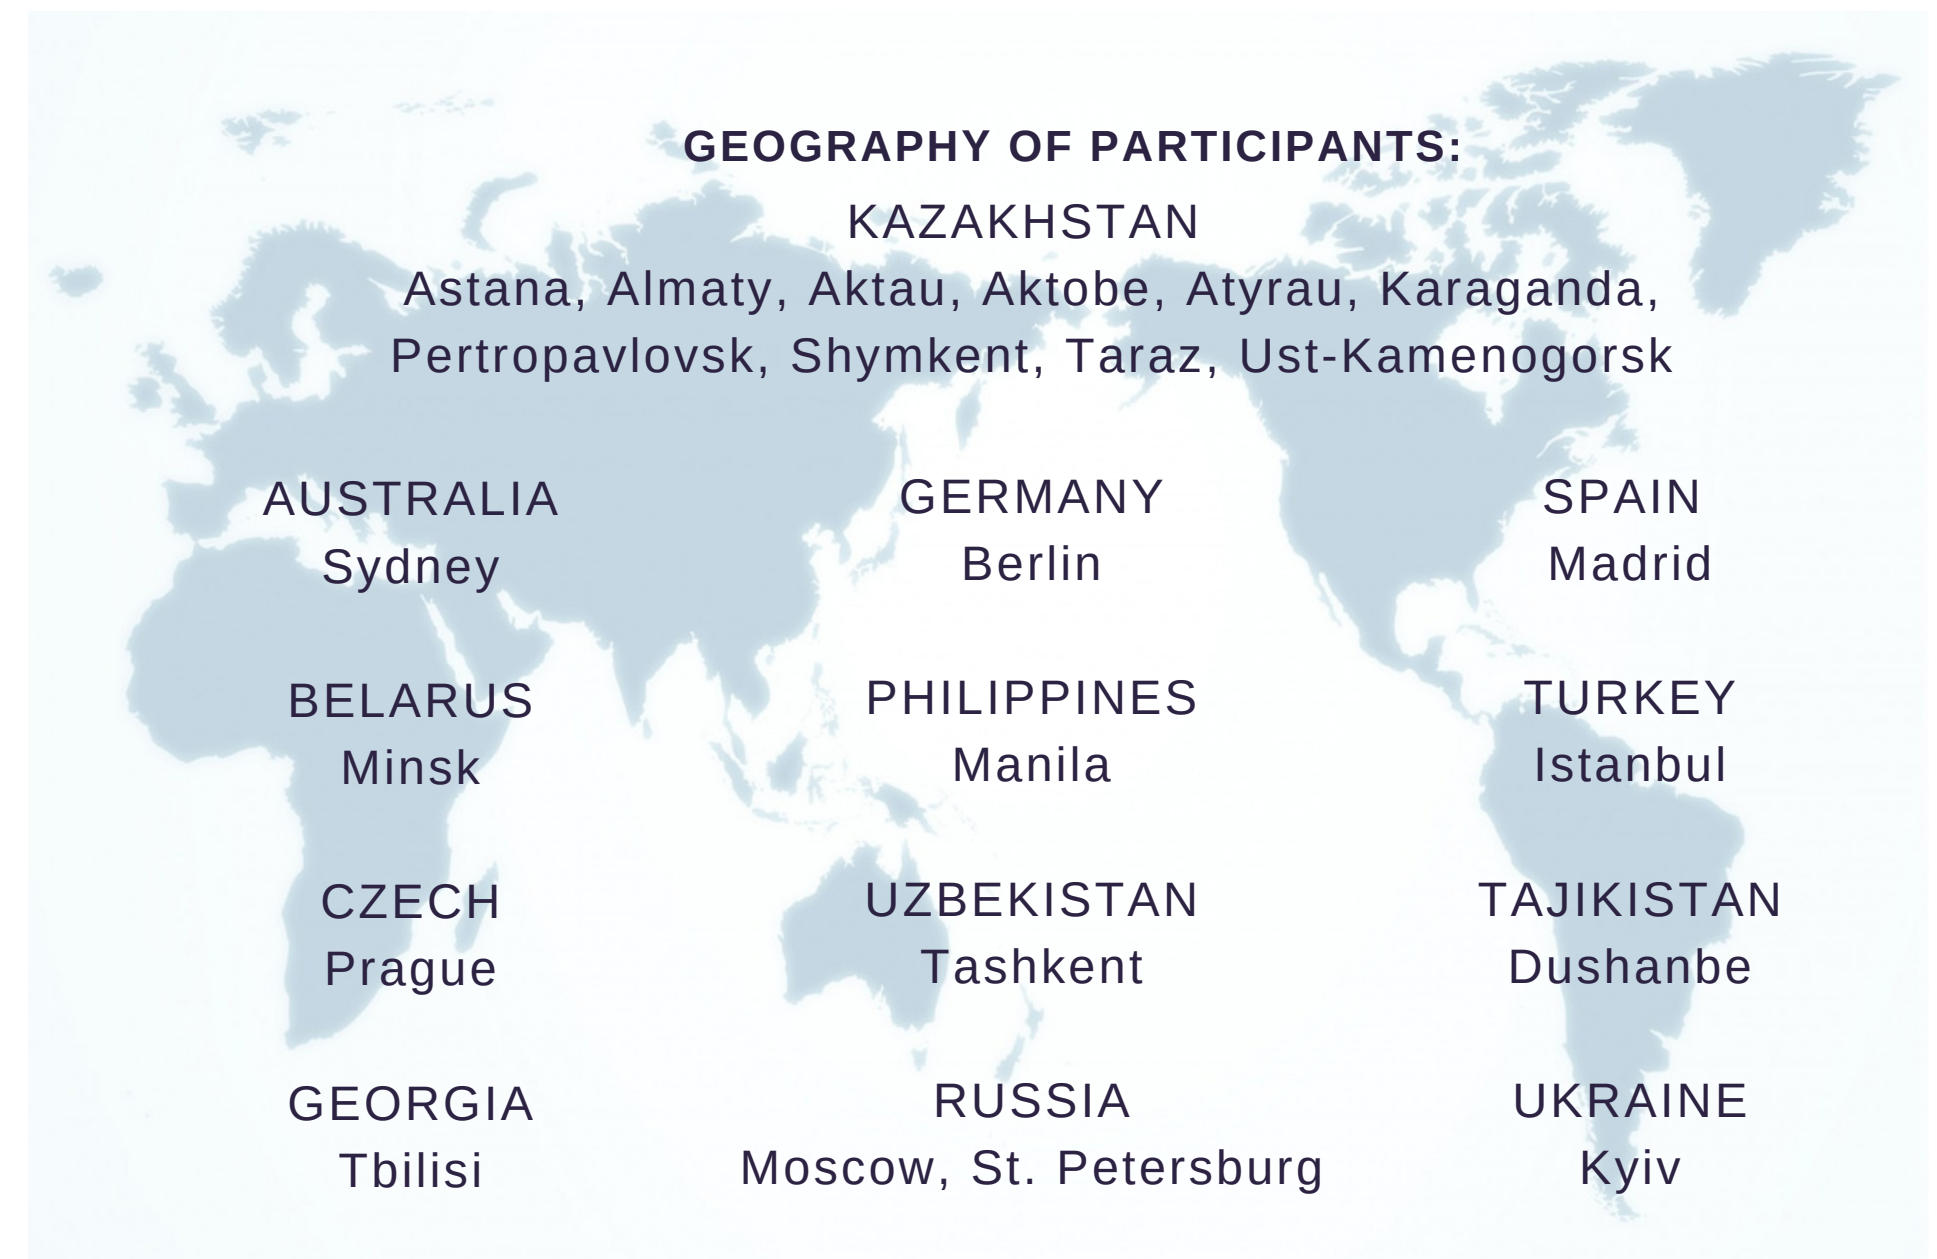 GEOGRAPHY OF PARTICIPANTS:
KAZAKHSTAN
Astana, Almaty, Aktau, Aktobe, Atyrau, Karaganda,
Pertropavlovsk, Shymkent, Taraz, Ust-Kamenogorsk
AUSTRALIA
Sydney
BELARUS
Minsk
CZECH
Prague
GEORGIA
Tbilisi
GERMANY
Berlin
PHILIPPINES
Manila
UZBEKISTAN
Tashkent
RUSSIA
Moscow, St. Petersburg
SPAIN
Madrid
TURKEY
Istanbul
TAJIKISTAN
Dushanbe
UKRAINE
Kyiv